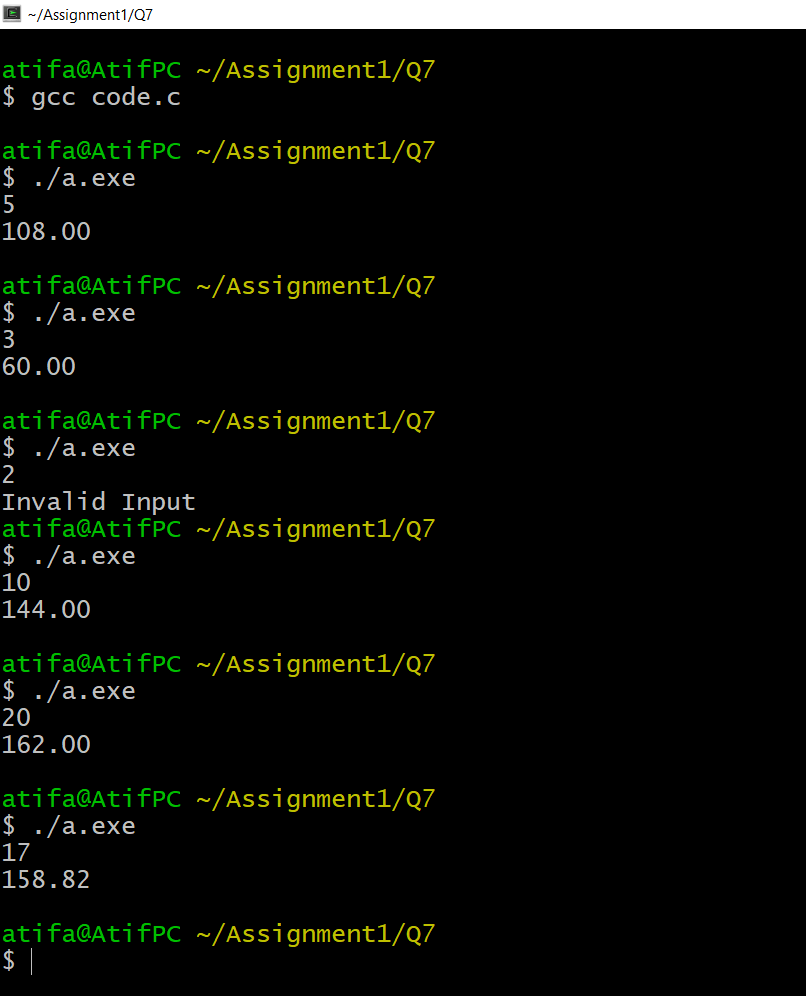 ~/Assignment1/Q7
atifa@AtifPC ~/Assignment1/Q7
$ gcc code.c
atifa@AtifPC ~/Assignment1/Q7
$ ./a.exe
5
108.00
atifa@AtifPC ~/Assignment1/Q7
$ ./a.exe
3
60.00
atifa@AtifPC ~/Assignment1/Q7
$ ./a.exe
2
Invalid Input
atifa@AtifPC ~/Assignment1/Q7
$ ./a.exe
10
144.00
atifa@AtifPC ~/Assignment1/Q7
$ ./a.exe
20
162.00
atifa@AtifPC ~/Assignment1/Q7
$ ./a.exe
17
158.82
atifa@AtifPC ~/Assignment1/Q7
$